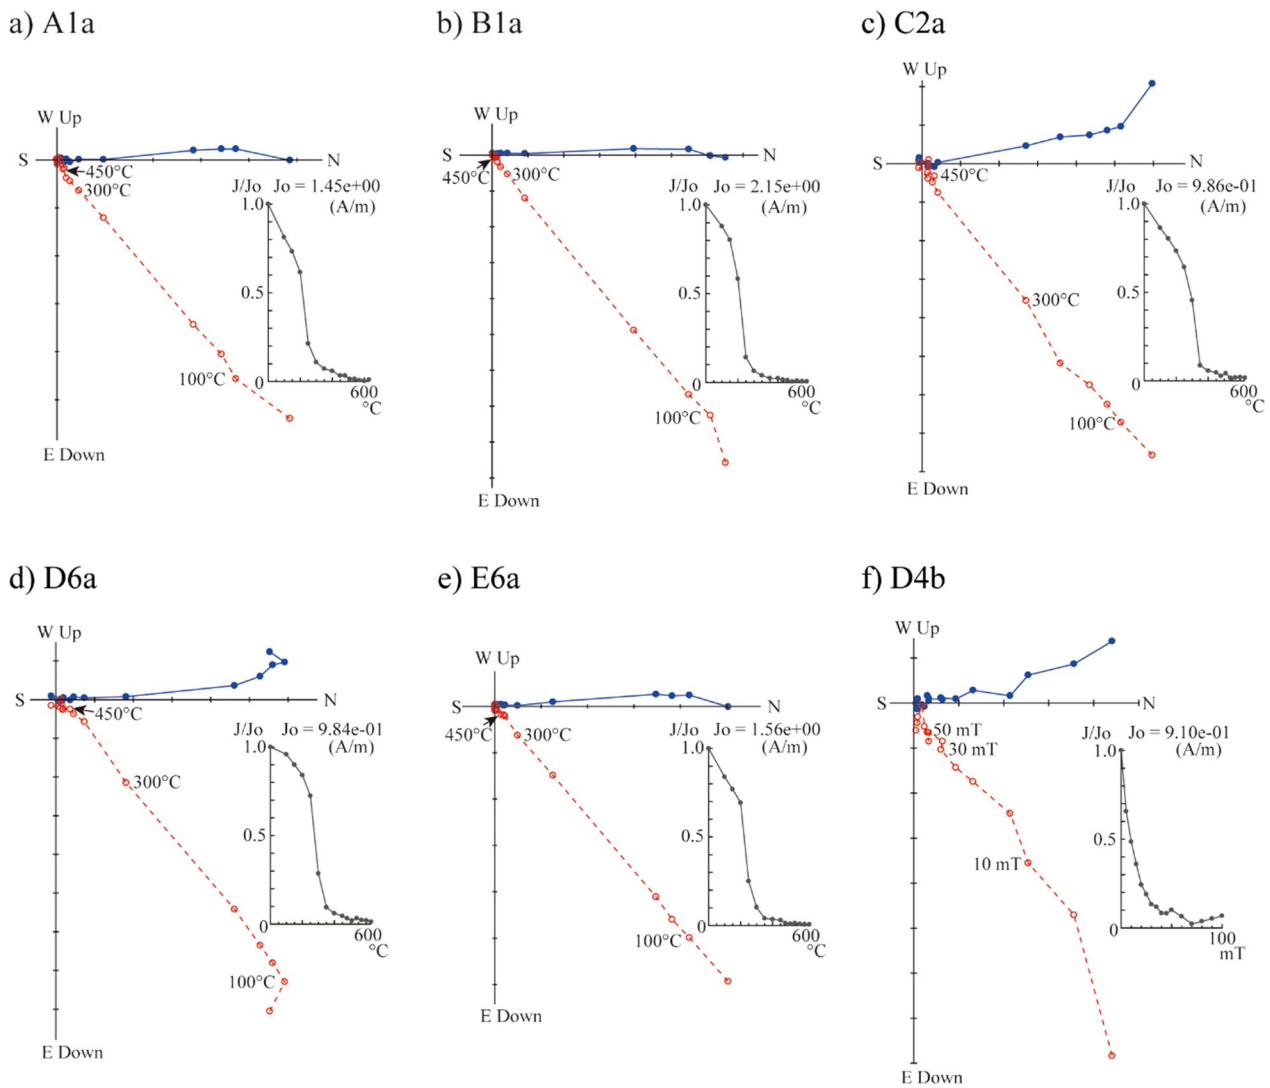 a) A1a
b) B1a
c) C2a
W Up
S
N
450°C
300°C
100°C
E Down
J/Jo Jo = 1.45e+00
(A/m)
1.0
0.5
0
600
°C
W Up
S
N
450°C
300°C
100°C
E Down
J/Jo Jo = 2.15e+00
(A/m)
1.0
0.5
0
600
°C
W Up
S
N
450°C
300°C
100°C
E Down
J/Jo Jo = 9.86e-01
(A/m)
1.0
0.5
0
600
°C
d) D6a
e) E6a
f) D4b
W Up
S
N
450°C
300°C
100°C
E Down
J/Jo Jo = 9.84e-01
(A/m)
1.0
0.5
0
600
°C
W Up
S
N
450°C
300°C
100°C
E Down
J/Jo Jo = 1.56e+00
(A/m)
1.0
0.5
0
600
°C
W Up
S
N
50 mT
30 mT
10 mT
E Down
J/Jo Jo = 9.10e-01
(A/m)
1.0
0.5
0
100
mT